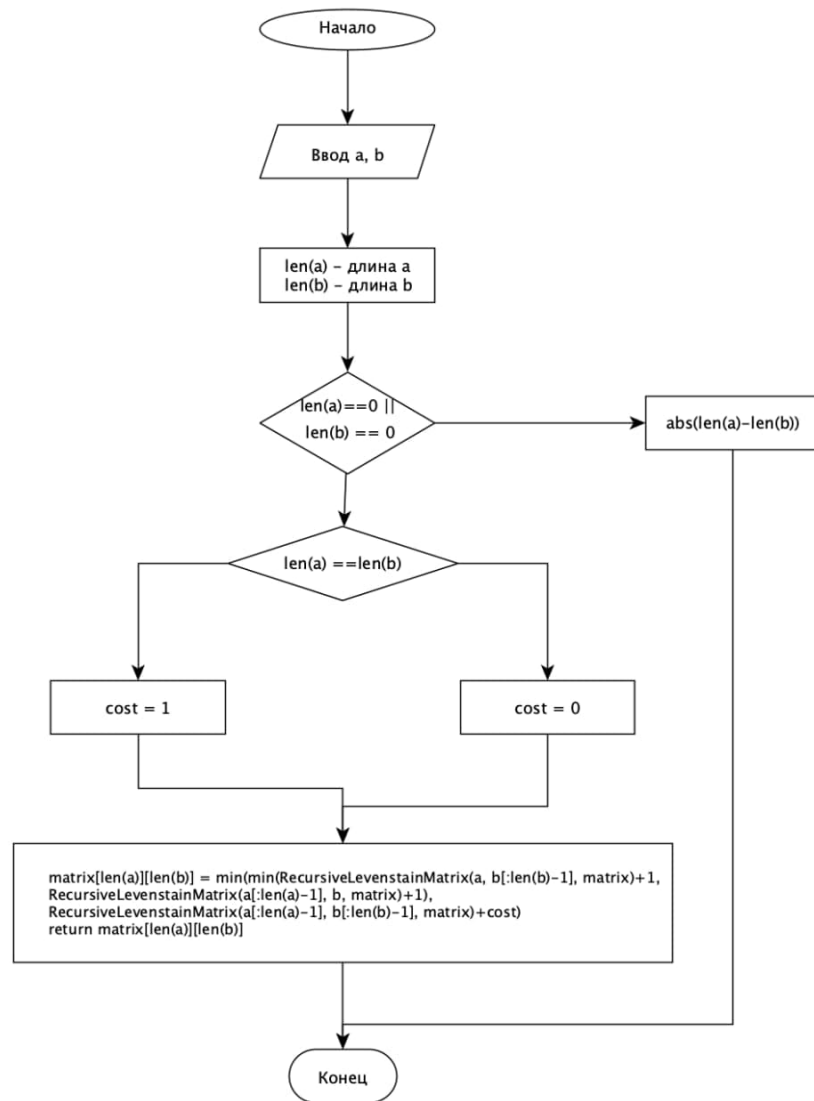 Начало
Ввод a, b
len(a) – длина a
len(b) – длина b
len(a)==0 ||
len(b) == 0
abs(len(a)-len(b))
len(a) ==len(b)
cost = 1
cost = 0
matrix[len(a)][len(b)] = min(min(RecursiveLevenstainMatrix(a, b[:len(b)-1], matrix)+1,
RecursiveLevenstainMatrix(a[:len(a)-1], b, matrix)+1),
RecursiveLevenstainMatrix(a[:len(a)-1], b[:len(b)-1], matrix)+cost)
return matrix[len(a)][len(b)]
Конец